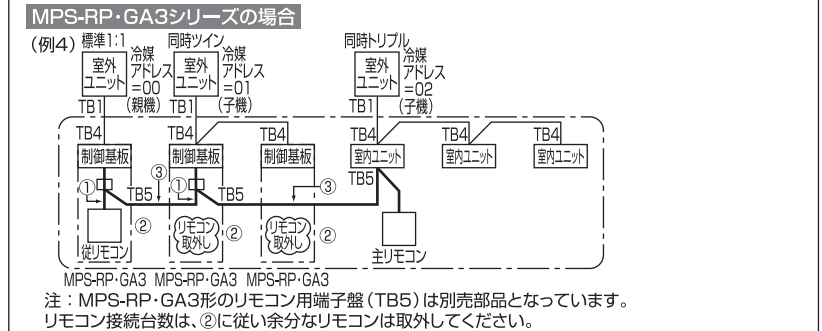 MPS-RP・GA3シリーズの場合
(例4) 標準1:1
室外
ユニット
冷媒
アドレス
=00
(親機)
TB1
同時ツイン
室外
ユニット
冷媒
アドレス
=01
(子機)
TB1
同時トリプル
室外
ユニット
冷媒
アドレス
=02
(子機)
TB1
TB4
TB4
TB4
TB4
TB4
TB4
制御基板
制御基板
制御基板
室内ユニット
室内ユニット
室内ユニット
①
TB5
③
①
TB5
③
TB5
従リモコン
②
リモコン
取外し
②
リモコン
取外し
②
主リモコン
MPS-RP・GA3 MPS-RP・GA3 MPS-RP・GA3
注：MPS-RP・GA3形のリモコン用端子盤(TB5)は別売部品となっています。
リモコン接続台数は、②に従い余分なリモコンは取外してください。